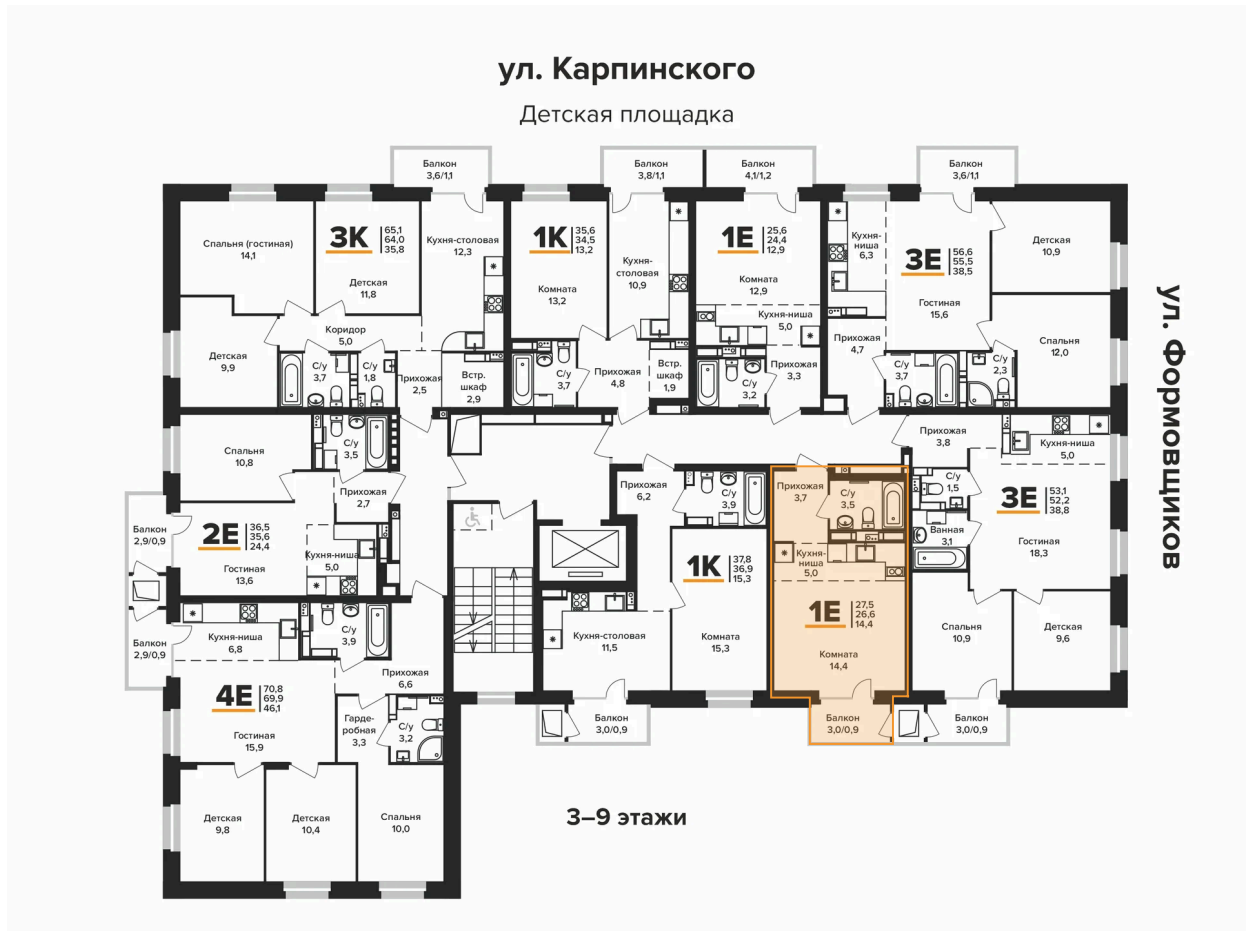 ул. Карпинского
Детская площадка
Балкон
3,6/1,1
Балкон
3,8/1,1
Балкон
4,1/1,2
Балкон
3,6/1,1
Спальня (гостиная)
14,1
3К
65,1
64,0
35,8
Детская
11,8
Кухня-столовая
12,3
Коридор
5,0
Детская
9,9
С/у
3,7
С/у
1,8
Прихожая
2,5
Встр.
шкаф
2,9
1К
35,6
34,5
13,2
Комната
13,2
Кухня-
столовая
10,9
С/у
3,7
Прихожая
4,8
Встр.
шкаф
1,9
1Е
25,6
24,4
12,9
Комната
12,9
Кухня-ниша
5,0
С/у
3,2
Прихожая
3,3
Кухня-
ниша
6,3
3Е
56,6
55,5
38,5
Гостиная
15,6
Детская
10,9
Спальня
12,0
Прихожая
4,7
С/у
3,7
С/у
2,3
ул. Формовщиков
Спальня
10,8
С/у
3,5
Прихожая
2,7
2Е
36,5
35,6
24,4
Гостиная
13,6
Кухня-ниша
5,0
Балкон
2,9/0,9
Балкон
2,9/0,9
Кухня-ниша
6,8
С/у
3,9
Прихожая
6,6
4Е
70,8
69,9
46,1
Гостиная
15,9
Гарде-
робная
3,3
С/у
3,2
Детская
9,8
Детская
10,4
Спальня
10,0
Прихожая
6,2
С/у
3,9
1К
37,8
36,9
15,3
Кухня-столовая
11,5
Комната
15,3
Балкон
3,0/0,9
Прихожая
3,7
С/у
3,5
Кухня-
ниша
5,0
1Е
27,5
26,6
14,4
Комната
14,4
Балкон
3,0/0,9
Прихожая
3,8
Кухня-ниша
5,0
С/у
1,5
3Е
53,1
52,2
38,8
Ванная
3,1
Гостиная
18,3
Спальня
10,9
Детская
9,6
Балкон
3,0/0,9
3–9 этажи